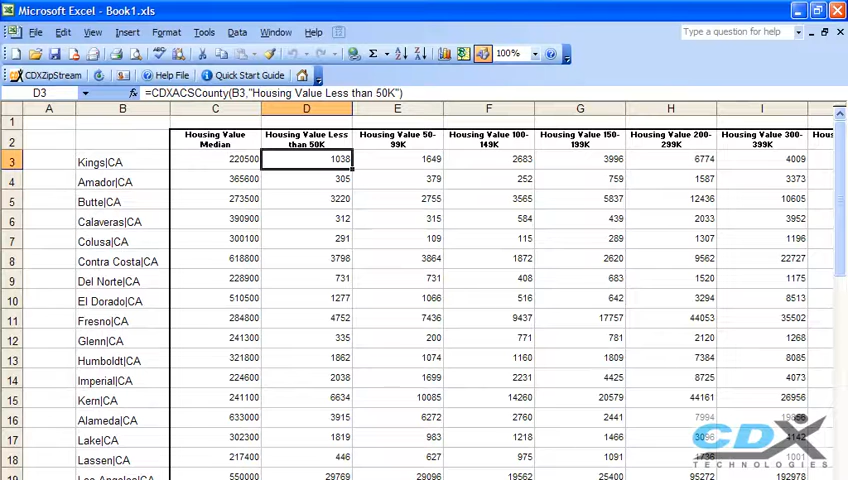 Microsoft Excel - Book1.xls
File Edit View Insert Format Tools Data Window Help Type a question for help
100%
CDXZipStream Help File Quick Start Guide
D3 =CDXACSCounty(B3,"Housing Value Less than 50K")
A B C D E F G H I
1
2 Housing Value Median Housing Value Less than 50K Housing Value 50-99K Housing Value 100-149K Housing Value 150-199K Housing Value 200-299K Housing Value 300-399K
3 Kings|CA 220500 1038 1649 2683 3996 6774 4009
4 Amador|CA 365600 305 379 252 759 1587 3373
5 Butte|CA 273500 3220 2755 3565 5837 12436 10605
6 Calaveras|CA 390900 312 315 584 439 2033 3952
7 Colusa|CA 300100 291 109 115 289 1307 1196
8 Contra Costa|CA 618800 3798 3864 1872 2620 9562 22727
9 Del Norte|CA 228900 731 731 408 683 1520 1175
10 El Dorado|CA 510500 1277 1066 516 642 3294 8513
11 Fresno|CA 284800 4752 7436 9437 17757 44053 35502
12 Glenn|CA 241300 335 200 771 781 2120 1268
13 Humboldt|CA 321800 1862 1074 1160 1809 7384 8085
14 Imperial|CA 224600 2038 1699 2231 4425 8725 4073
15 Kern|CA 241100 6634 10085 14260 20579 44161 26956
16 Alameda|CA 633000 3915 6272 2760 2441 7994
17 Lake|CA 302300 1819 983 1218 1466 3096 4142
18 Lassen|CA 217400 446 627 975 1091 1001
Los Angeles|CA 550000 29769 29096 19562 25400 95272 192978
CDX
TECHNOLOGIES